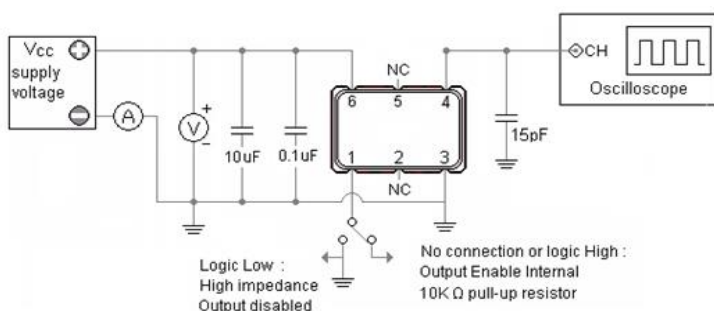 Vcc
supply
voltage
A
+
V
-
10uF
0.1uF
NC
6 5 4
1 2 3
NC
15pF
CH
Oscilloscope
Logic Low :
High impedance
Output disabled
No connection or logic High :
Output Enable Internal
10K Ω pull-up resistor